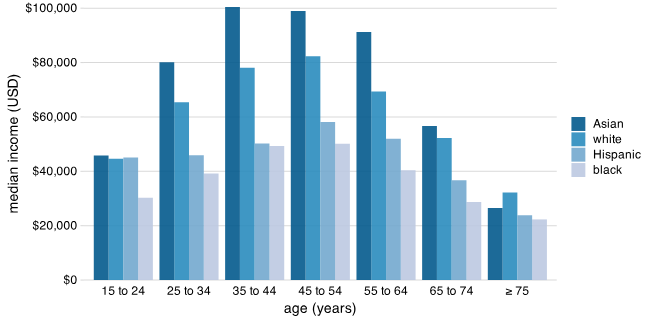 $100,000
$80,000
$60,000
$40,000
$20,000
$0
median income (USD)
15 to 24 25 to 34 35 to 44 45 to 54 55 to 64 65 to 74 ≥ 75
age (years)
Asian
white
Hispanic
black